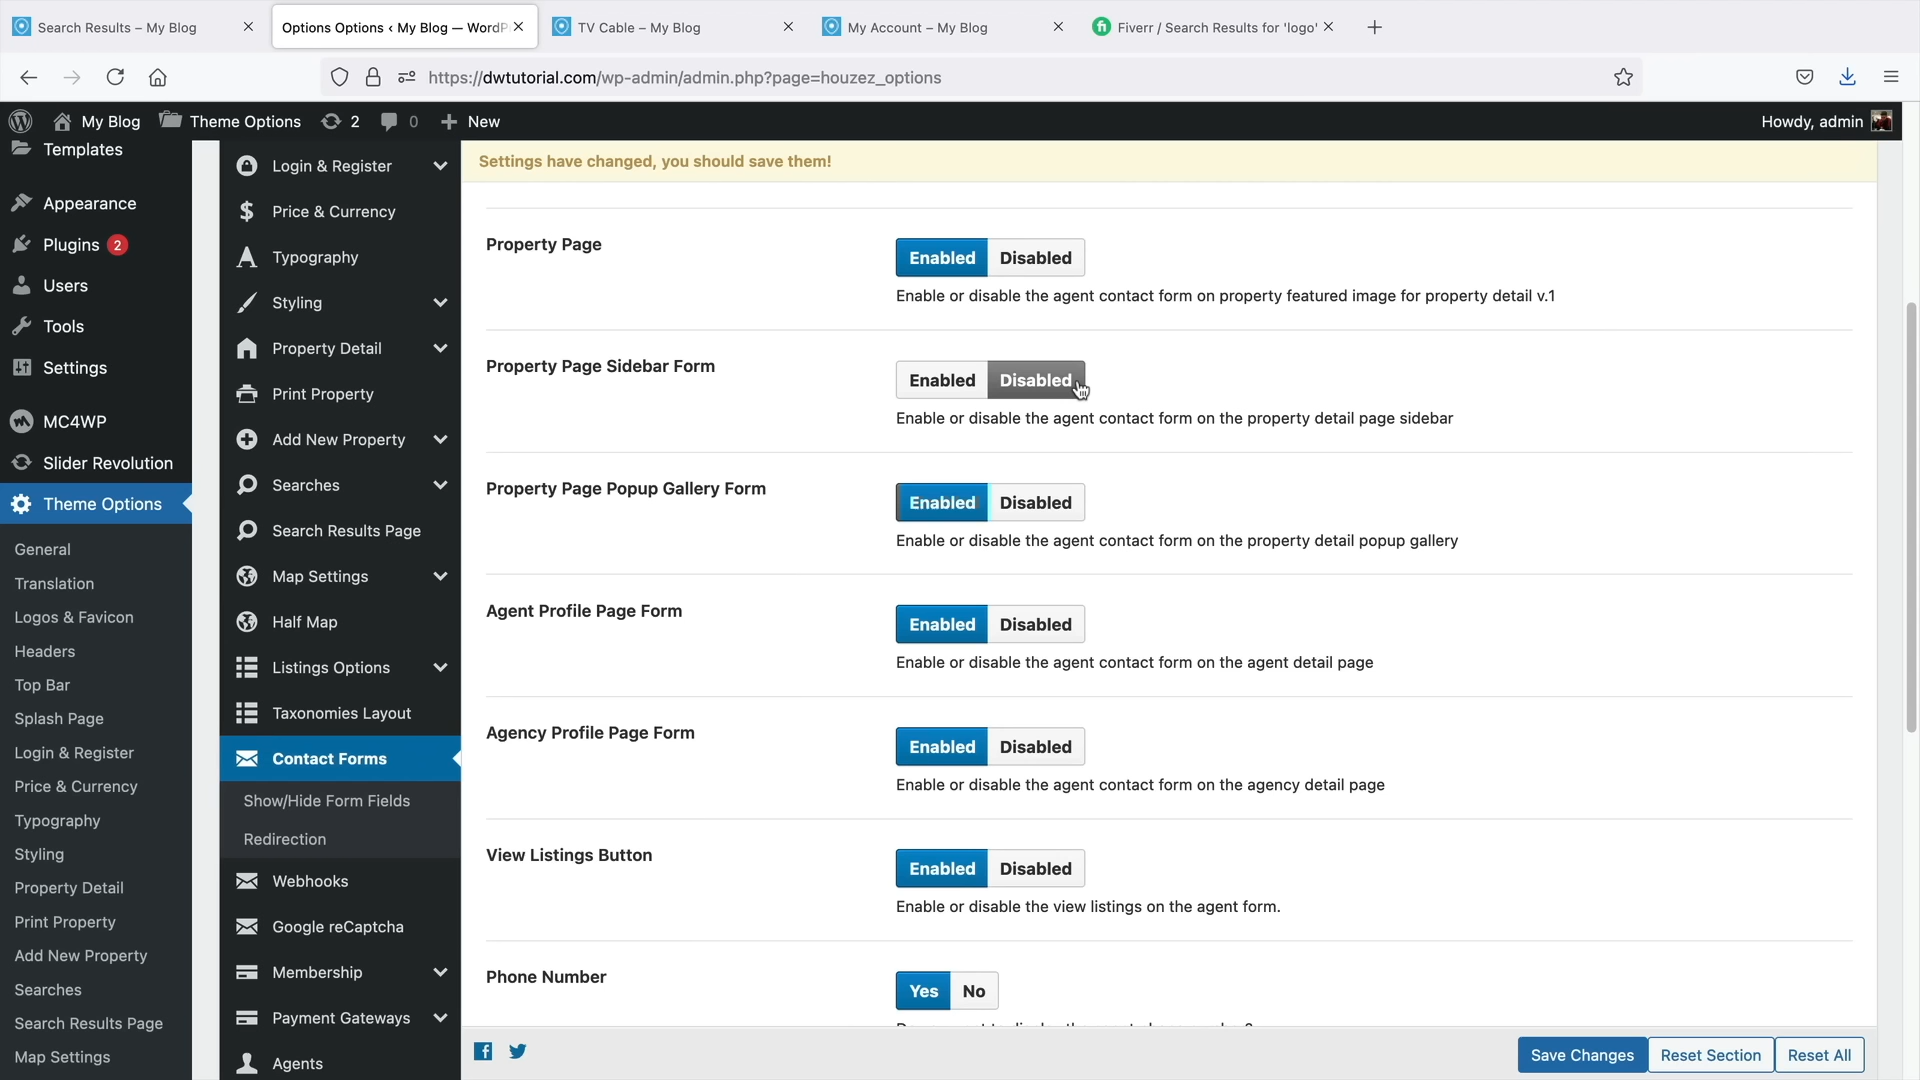 Search Results – My Blog
Options Options ‹ My Blog — WordP
TV Cable – My Blog
My Account – My Blog
Fiverr / Search Results for 'logo'
https://dwtutorial.com/wp-admin/admin.php?page=houzez_options
My Blog
Theme Options
2
0
New
Howdy, admin
Templates
Appearance
Plugins 2
Users
Tools
Settings
MC4WP
Slider Revolution
Theme Options
General
Translation
Logos & Favicon
Headers
Top Bar
Splash Page
Login & Register
Price & Currency
Typography
Styling
Property Detail
Print Property
Add New Property
Searches
Search Results Page
Map Settings
Login & Register
Price & Currency
Typography
Styling
Property Detail
Print Property
Add New Property
Searches
Search Results Page
Map Settings
Half Map
Listings Options
Taxonomies Layout
Contact Forms
Show/Hide Form Fields
Redirection
Webhooks
Google reCaptcha
Membership
Payment Gateways
Agents
Settings have changed, you should save them!
Property Page
Enabled Disabled
Enable or disable the agent contact form on property featured image for property detail v.1
Property Page Sidebar Form
Enabled Disabled
Enable or disable the agent contact form on the property detail page sidebar
Property Page Popup Gallery Form
Enabled Disabled
Enable or disable the agent contact form on the property detail popup gallery
Agent Profile Page Form
Enabled Disabled
Enable or disable the agent contact form on the agent detail page
Agency Profile Page Form
Enabled Disabled
Enable or disable the agent contact form on the agency detail page
View Listings Button
Enabled Disabled
Enable or disable the view listings on the agent form.
Phone Number
Yes No
Save Changes
Reset Section
Reset All